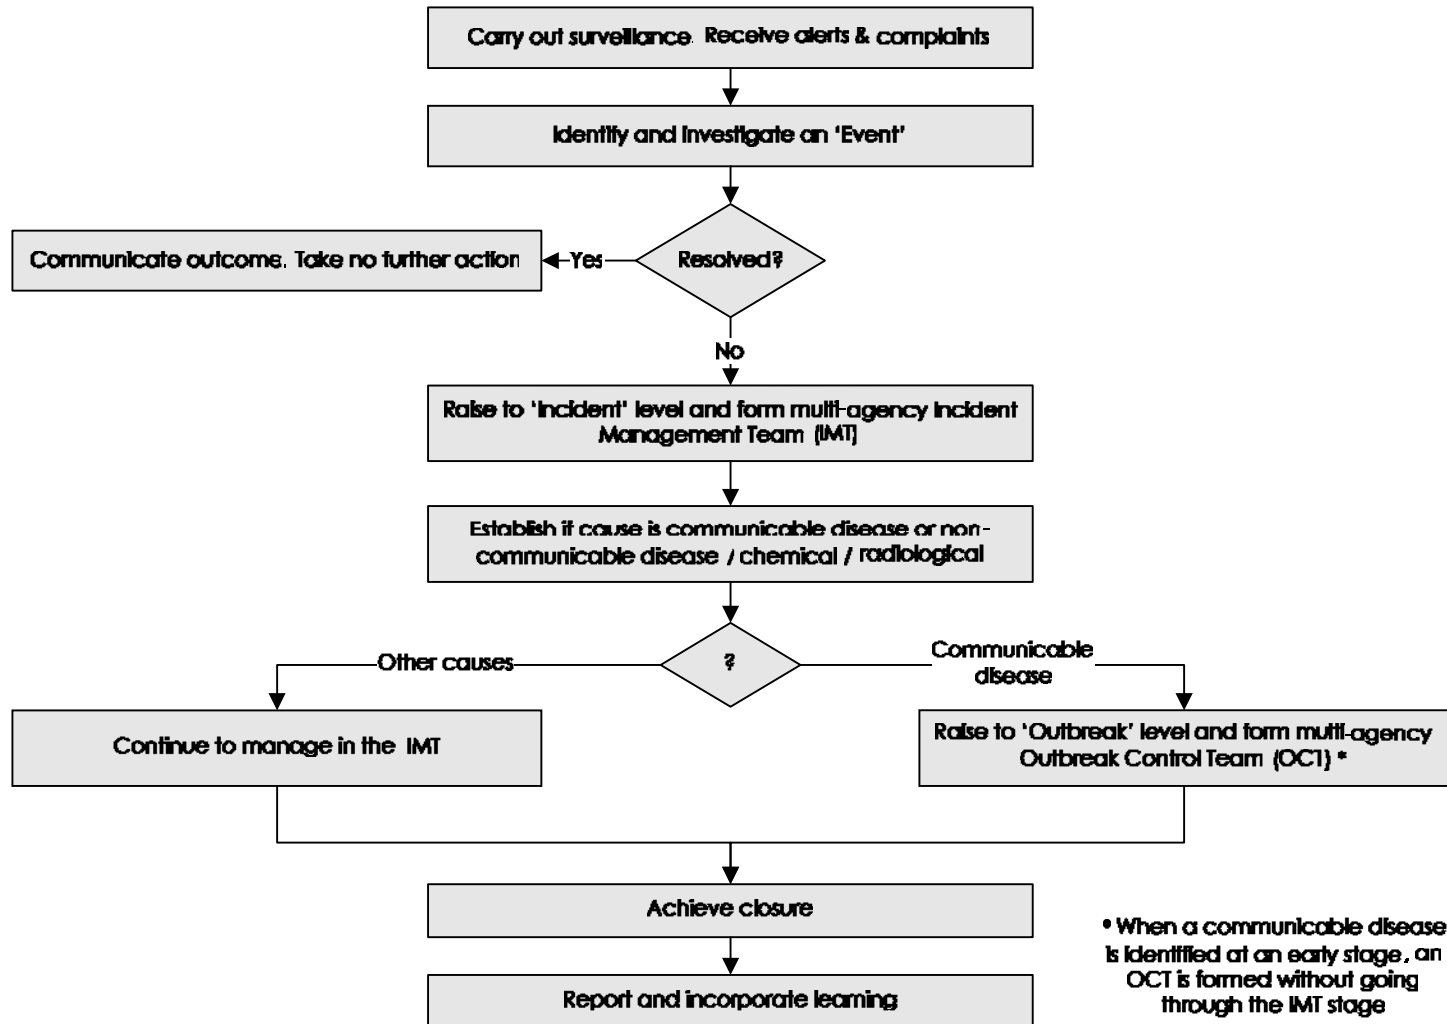 Carry out surveillance. Receive alerts & complaints
Identify and investigate an ‘Event’
Resolved?
Yes
Communicate outcome. Take no further action
No
Raise to ‘Incident’ level and form multi-agency Incident
Management Team (IMT)
Establish if cause is communicable disease or non-
communicable disease / chemical / radiological
?
Other causes
Communicable
disease
Continue to manage in the IMT
Raise to ‘Outbreak’ level and form multi-agency
Outbreak Control Team (OCT) *
Achieve closure
Report and incorporate learning
* When a communicable disease
is identified at an early stage, an
OCT is formed without going
through the IMT stage